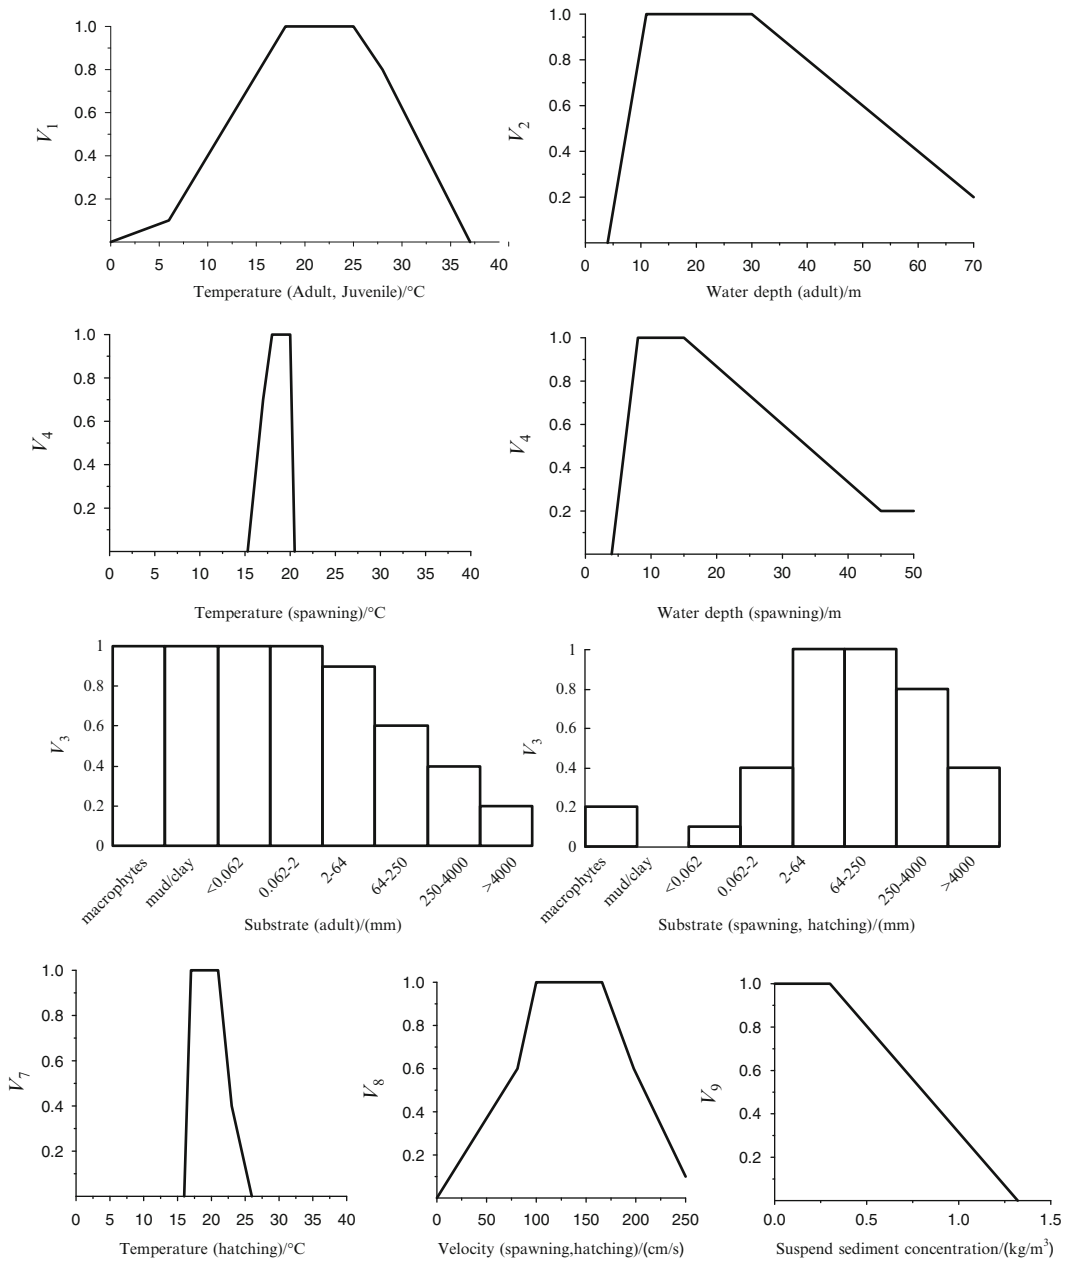 1.0
0.8
0.6
0.4
0.2
V1
0 5 10 15 20 25 30 35 40
Temperature (Adult, Juvenile)/°C
1.0
0.8
0.6
0.4
0.2
V2
0 10 20 30 40 50 60 70
Water depth (adult)/m
1.0
0.8
0.6
0.4
0.2
V4
0 5 10 15 20 25 30 35 40
Temperature (spawning)/°C
1.0
0.8
0.6
0.4
0.2
V4
0 10 20 30 40 50
Water depth (spawning)/m
1
0.8
0.6
0.4
0.2
0
V3
macrophytes
mud/clay
<0.062
0.062-2
2-64
64-250
250-4000
>4000
Substrate (adult)/(mm)
1
0.8
0.6
0.4
0.2
0
V3
macrophytes
mud/clay
<0.062
0.062-2
2-64
64-250
250-4000
>4000
Substrate (spawning, hatching)/(mm)
1.0
0.8
0.6
0.4
0.2
V7
0 5 10 15 20 25 30 35 40
Temperature (hatching)/°C
1.0
0.8
0.6
0.4
0.2
V8
0 50 100 150 200 250
Velocity (spawning,hatching)/(cm/s)
1.0
0.8
0.6
0.4
0.2
V9
0.0 0.5 1.0 1.5
Suspend sediment concentration/(kg/m³)